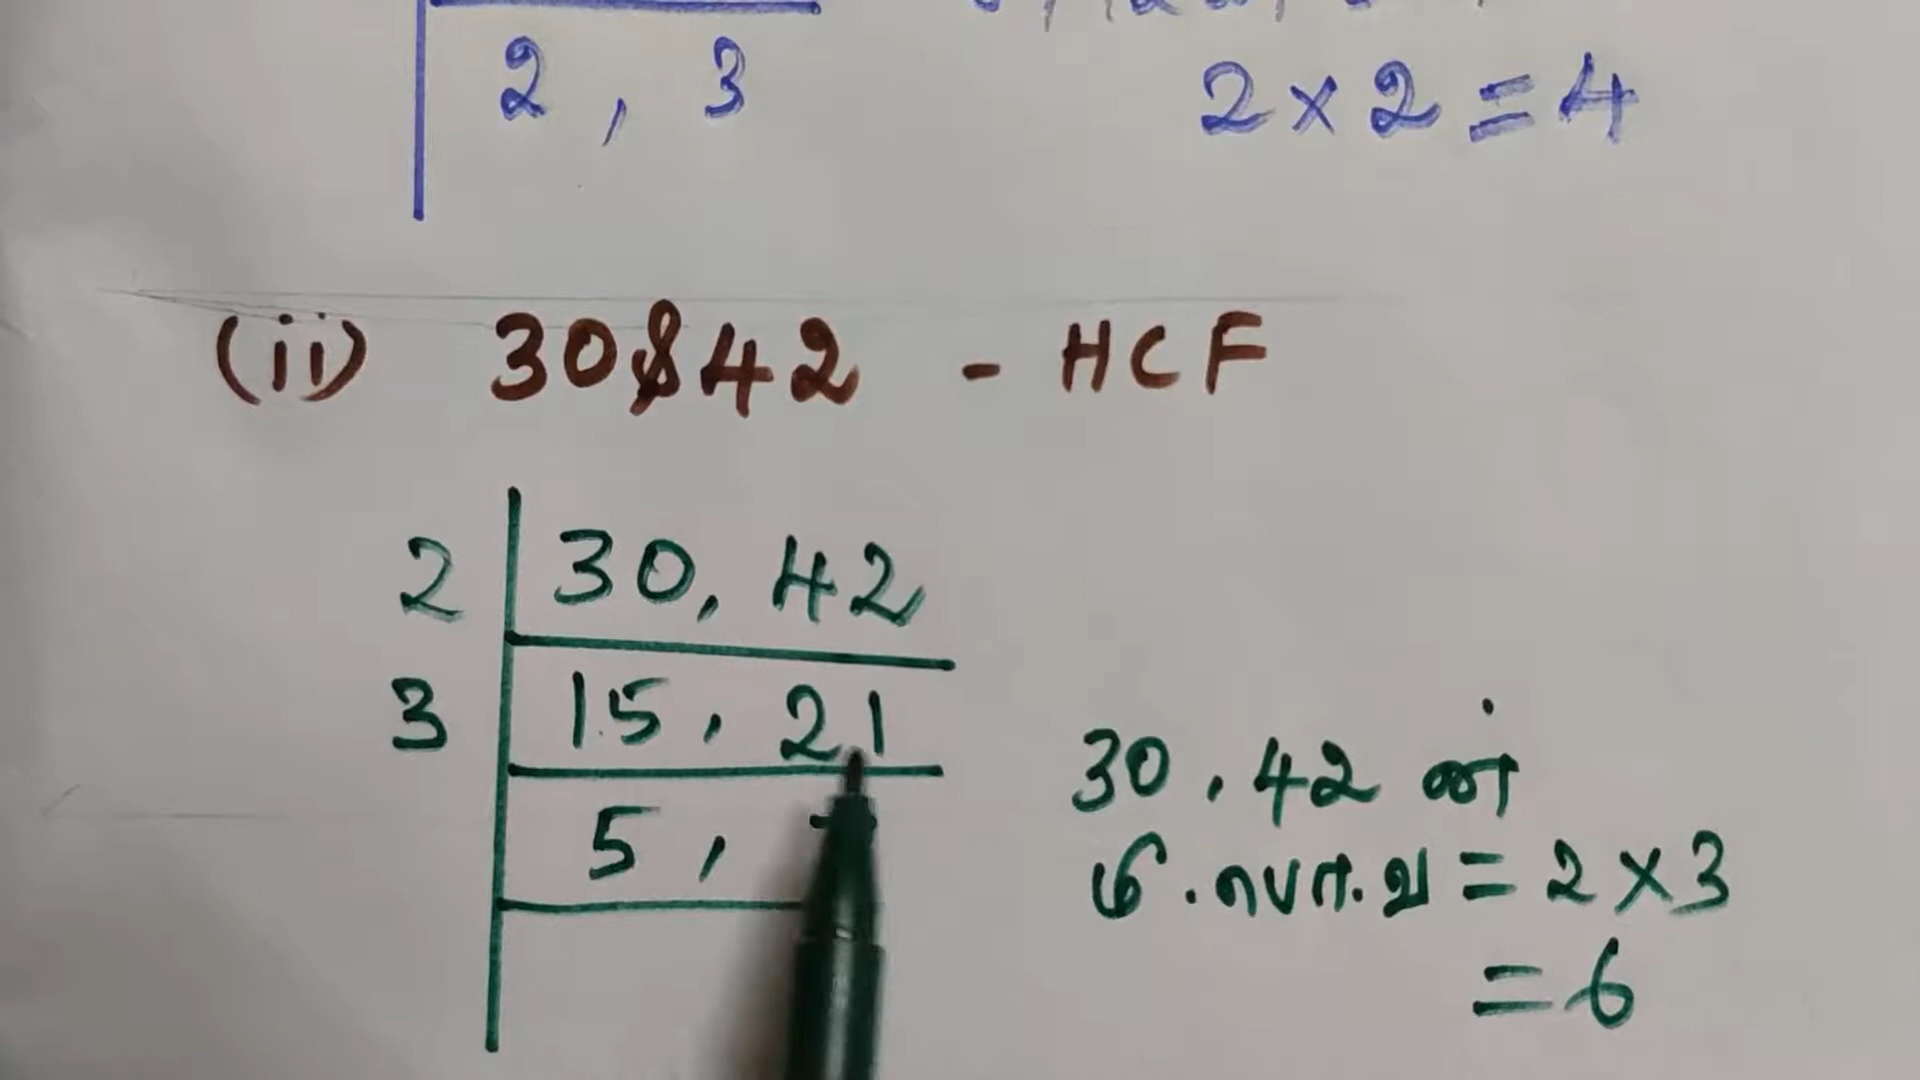 2 , 3
2 × 2 = 4
(ii) 30 & 42 - HCF
2 30, 42
3 15, 21
5,
30, 42 ன்
மீ.பொ.வ = 2 × 3
= 6